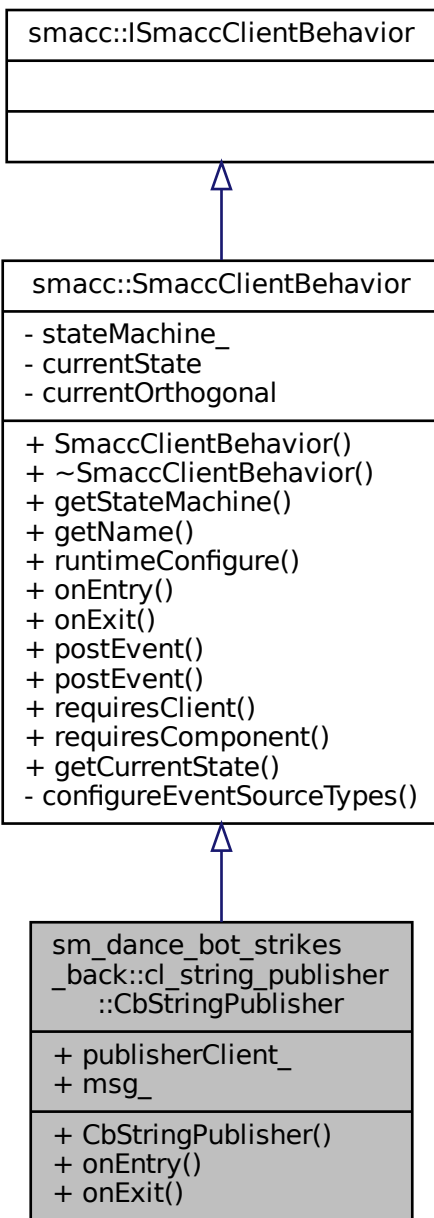 smacc::ISmaccClientBehavior
smacc::SmaccClientBehavior
- stateMachine_
- currentState
- currentOrthogonal
+ SmaccClientBehavior()
+ ~SmaccClientBehavior()
+ getStateMachine()
+ getName()
+ runtimeConfigure()
+ onEntry()
+ onExit()
+ postEvent()
+ postEvent()
+ requiresClient()
+ requiresComponent()
+ getCurrentState()
- configureEventSourceTypes()
sm_dance_bot_strikes
_back::cl_string_publisher
::CbStringPublisher
+ publisherClient_
+ msg_
+ CbStringPublisher()
+ onEntry()
+ onExit()